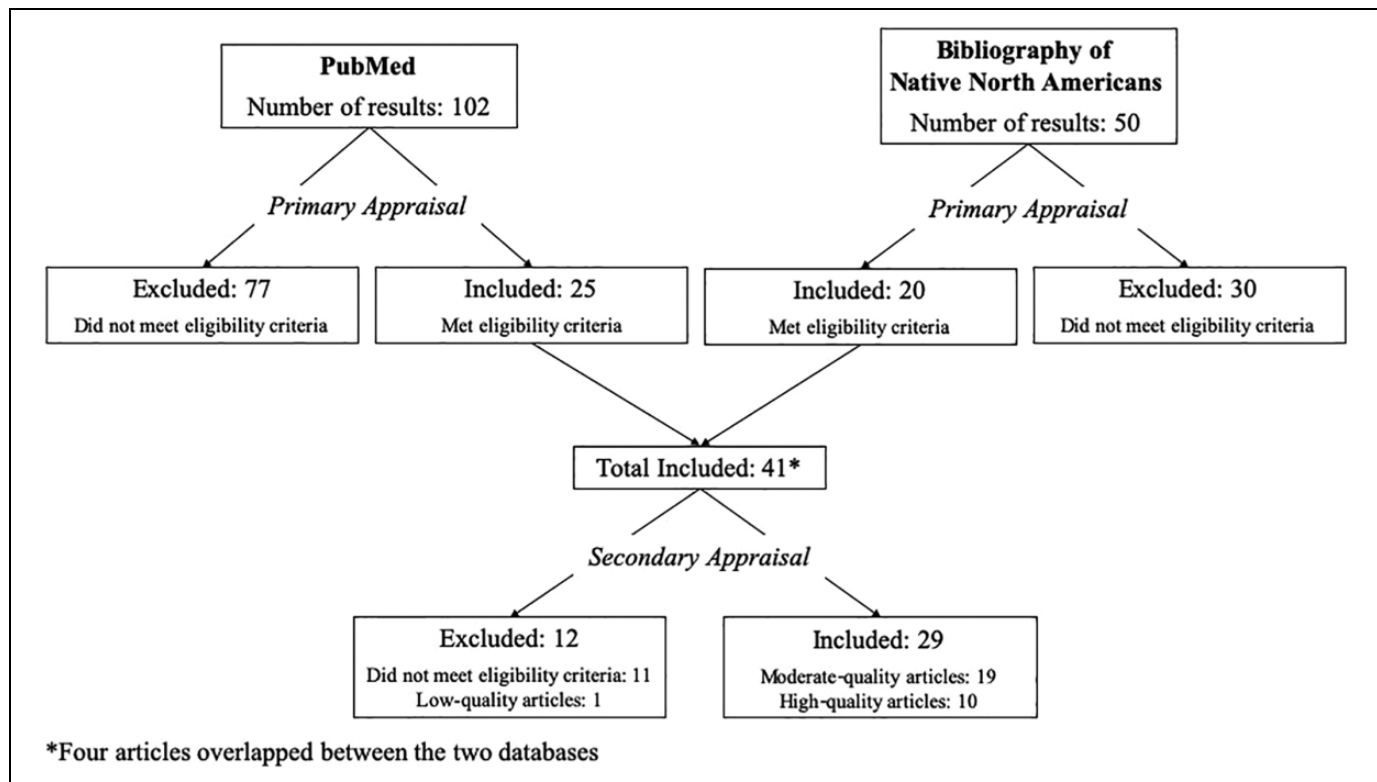 PubMed
Number of results: 102
Bibliography of
Native North Americans
Number of results: 50
Primary Appraisal
Primary Appraisal
Excluded: 77
Did not meet eligibility criteria
Included: 25
Met eligibility criteria
Included: 20
Met eligibility criteria
Excluded: 30
Did not meet eligibility criteria
Total Included: 41*
Secondary Appraisal
Excluded: 12
Did not meet eligibility criteria: 11
Low-quality articles: 1
Included: 29
Moderate-quality articles: 19
High-quality articles: 10
*Four articles overlapped between the two databases